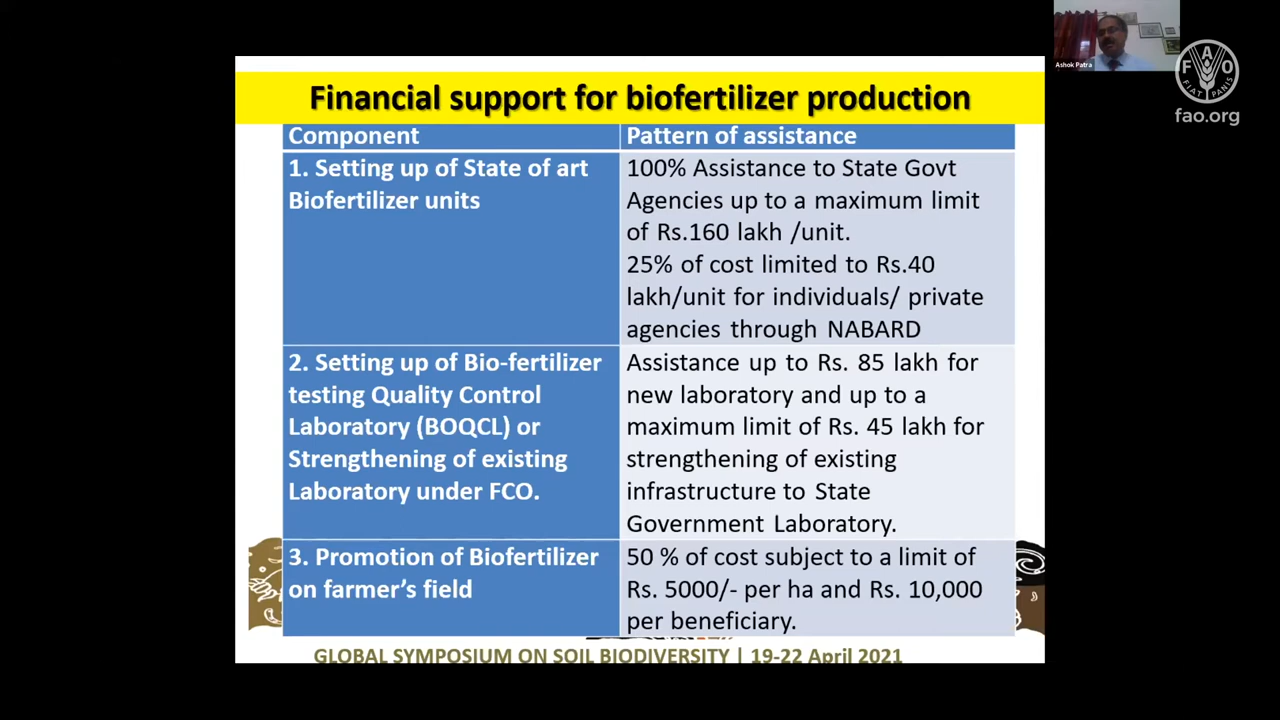 Ashok Patra
F A O
FIAT PANIS
fao.org
Financial support for biofertilizer production
Component
Pattern of assistance
1. Setting up of State of art
Biofertilizer units
100% Assistance to State Govt
Agencies up to a maximum limit
of Rs.160 lakh /unit.
25% of cost limited to Rs.40
lakh/unit for individuals/ private
agencies through NABARD
2. Setting up of Bio-fertilizer
testing Quality Control
Laboratory (BOQCL) or
Strengthening of existing
Laboratory under FCO.
Assistance up to Rs. 85 lakh for
new laboratory and up to a
maximum limit of Rs. 45 lakh for
strengthening of existing
infrastructure to State
Government Laboratory.
3. Promotion of Biofertilizer
on farmer’s field
50 % of cost subject to a limit of
Rs. 5000/- per ha and Rs. 10,000
per beneficiary.
GLOBAL SYMPOSIUM ON SOIL BIODIVERSITY | 19-22 April 2021